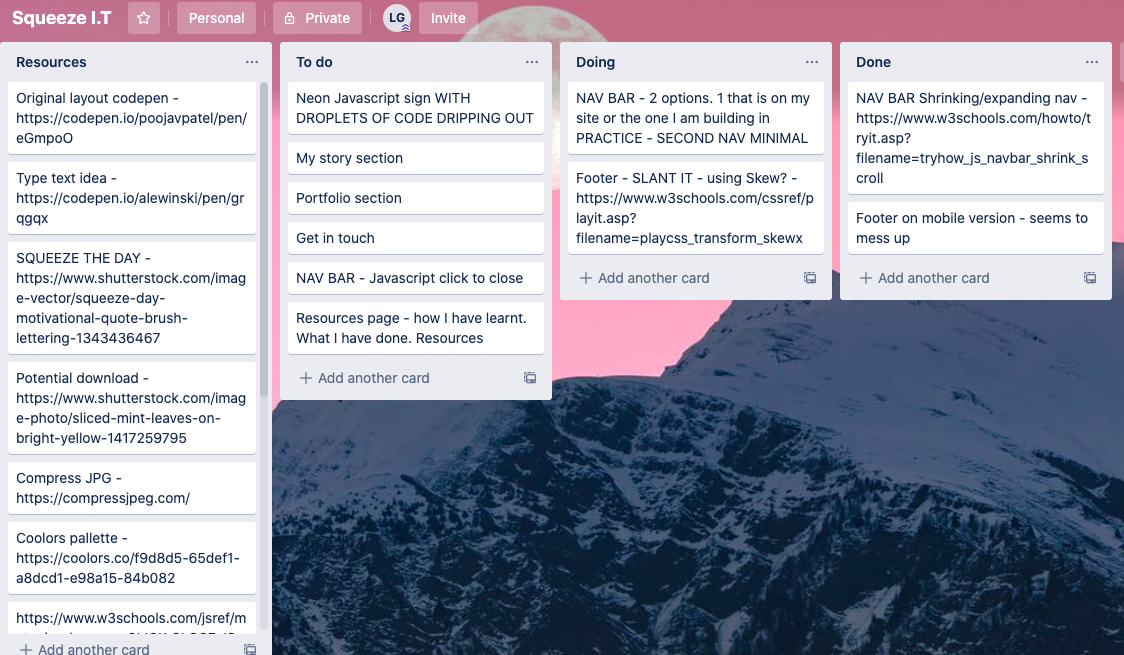 Squeeze I.T
Personal
Private
LG
Invite
Resources
Original layout codepen -
https://codepen.io/poojavpatel/pen/
eGmpoO
Type text idea -
https://codepen.io/alewinski/pen/gr
qgqx
SQUEEZE THE DAY -
https://www.shutterstock.com/imag
e-vector/squeeze-day-
motivational-quote-brush-
lettering-1343436467
Potential download -
https://www.shutterstock.com/imag
e-photo/sliced-mint-leaves-on-
bright-yellow-1417259795
Compress JPG -
https://compressjpeg.com/
Coolors pallette -
https://coolors.co/f9d8d5-65def1-
a8dcd1-e98a15-84b082
https://www.w3schools.com/jsref/m
Add another card
To do
Neon Javascript sign WITH
DROPLETS OF CODE DRIPPING OUT
My story section
Portfolio section
Get in touch
NAV BAR - Javascript click to close
Resources page - how I have learnt.
What I have done. Resources
Add another card
Doing
NAV BAR - 2 options. 1 that is on my
site or the one I am building in
PRACTICE - SECOND NAV MINIMAL
Footer - SLANT IT - using Skew? -
https://www.w3schools.com/cssref/p
layit.asp?
filename=playcss_transform_skewx
Add another card
Done
NAV BAR Shrinking/expanding nav -
https://www.w3schools.com/howto/t
ryit.asp?
filename=tryhow_js_navbar_shrink_s
croll
Footer on mobile version - seems to
mess up
Add another card